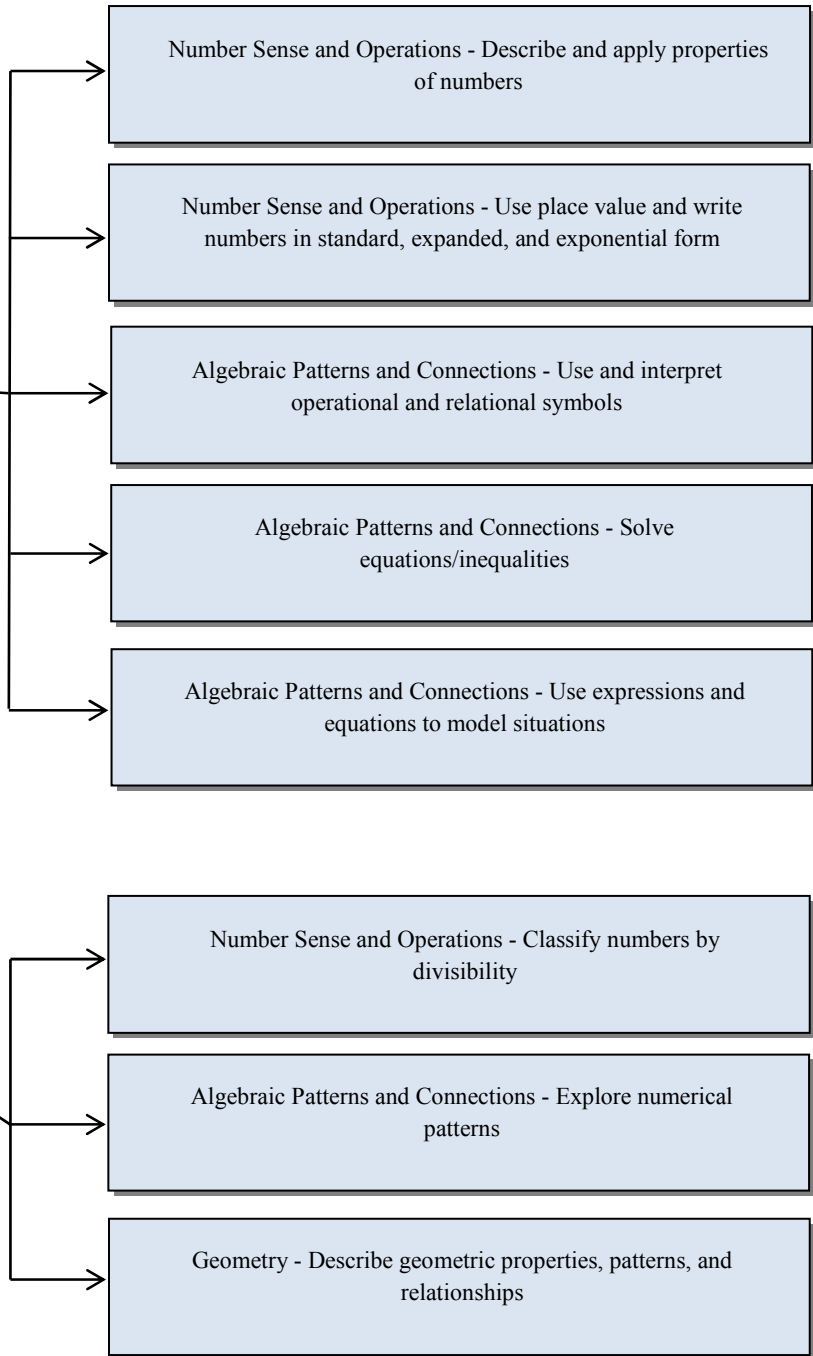 Number Sense and Operations - Describe and apply properties
of numbers
Number Sense and Operations - Use place value and write
numbers in standard, expanded, and exponential form
Algebraic Patterns and Connections - Use and interpret
operational and relational symbols
Algebraic Patterns and Connections - Solve
equations/inequalities
Algebraic Patterns and Connections - Use expressions and
equations to model situations
Number Sense and Operations - Classify numbers by
divisibility
Algebraic Patterns and Connections - Explore numerical
patterns
Geometry - Describe geometric properties, patterns, and
relationships